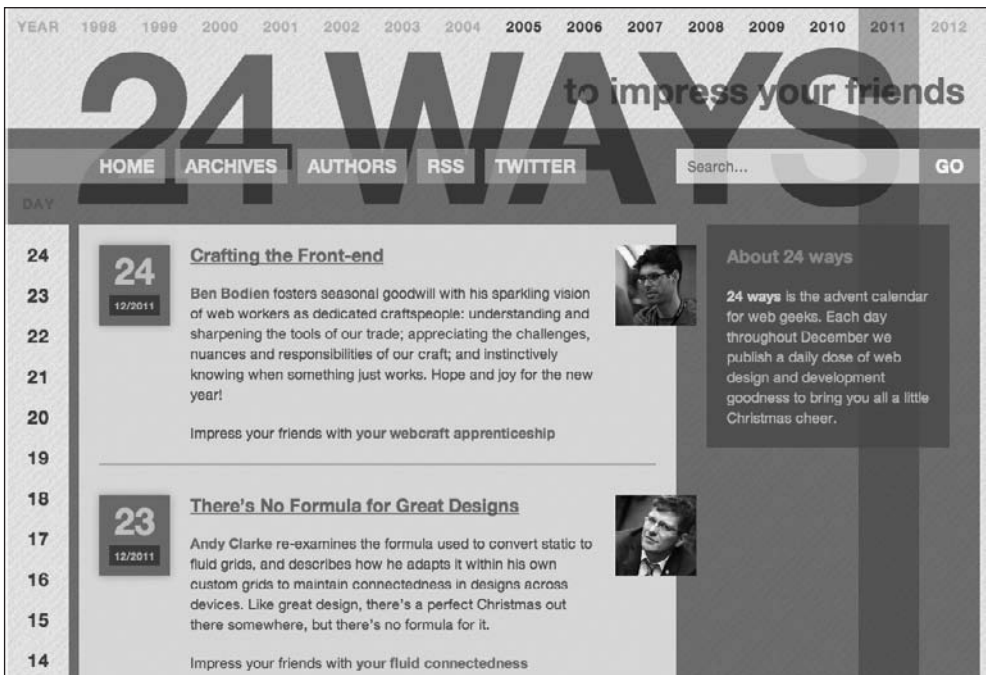 YEAR 1998 1999 2000 2001 2002 2003 2004 2005 2006 2007 2008 2009 2010 2011 2012
24 WAYS
to impress your friends
HOME ARCHIVES AUTHORS RSS TWITTER Search... GO
DAY
24
23
22
21
20
19
18
17
16
15
14
24
12/2011
Crafting the Front-end
Ben Bodien fosters seasonal goodwill with his sparkling vision
of web workers as dedicated craftspeople: understanding and
sharpening the tools of our trade; appreciating the challenges,
nuances and responsibilities of our craft; and instinctively
knowing when something just works. Hope and joy for the new
year!
Impress your friends with your webcraft apprenticeship
23
12/2011
There's No Formula for Great Designs
Andy Clarke re-examines the formula used to convert static to
fluid grids, and describes how he adapts it within his own
custom grids to maintain connectedness in designs across
devices. Like great design, there's a perfect Christmas out
there somewhere, but there's no formula for it.
Impress your friends with your fluid connectedness
About 24 ways
24 ways is the advent calendar
for web geeks. Each day
throughout December we
publish a daily dose of web
design and development
goodness to bring you all a little
Christmas cheer.